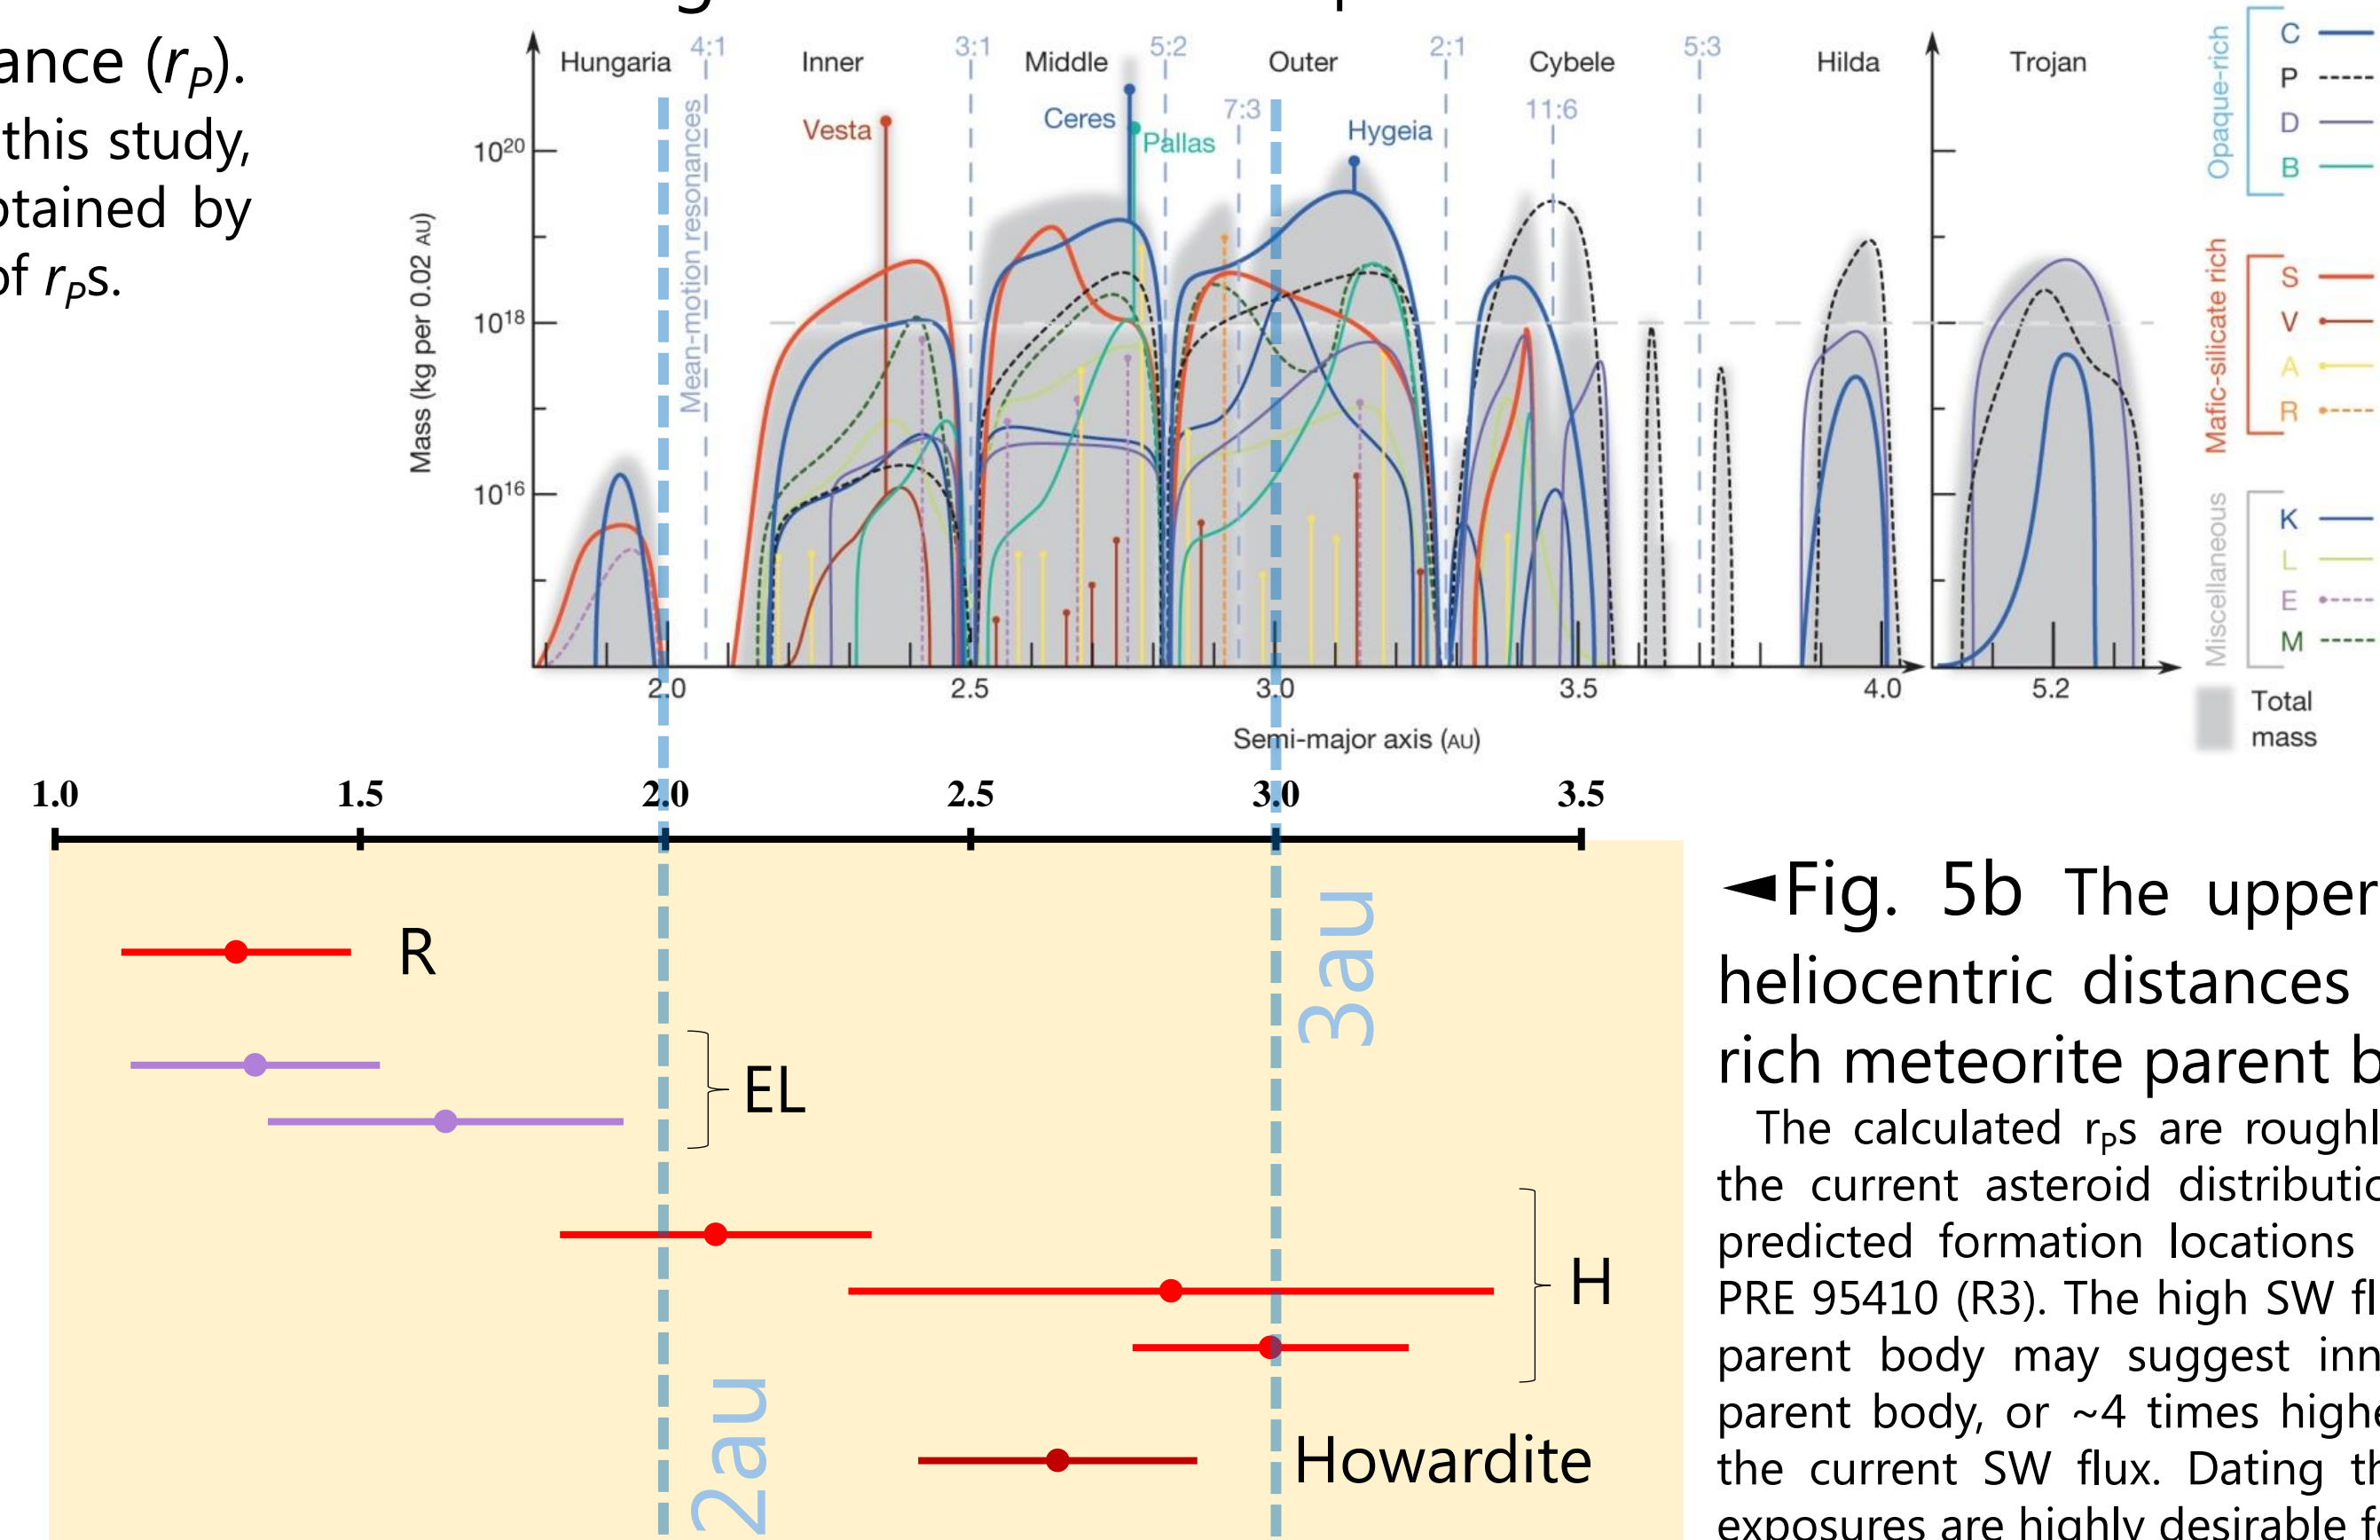 ance (rP).
this study,
otained by
of rPs.
Hungaria
4:1
Inner
3:1
Middle
5:2
Outer
2:1
Cybele
5:3
Hilda
Trojan
7:3
11:6
Vesta
Ceres
Pallas
Hygeia
Mean-motion resonances
Mass (kg per 0.02 AU)
10^20
10^18
10^16
2.0
2.5
3.0
3.5
4.0
5.2
Semi-major axis (AU)
Opaque-rich
C
P
D
B
Mafic-silicate rich
S
V
A
R
Miscellaneous
K
L
E
M
Total
mass
1.0 1.5 2.0 2.5 3.0 3.5
R
EL
H
Howardite
2au
3au
◄Fig. 5b The upper
heliocentric distances
rich meteorite parent b
The calculated rPs are roughl
the current asteroid distributio
predicted formation locations
PRE 95410 (R3). The high SW fl
parent body may suggest inn
parent body, or ~4 times highe
the current SW flux. Dating th
exposures are highly desirable f